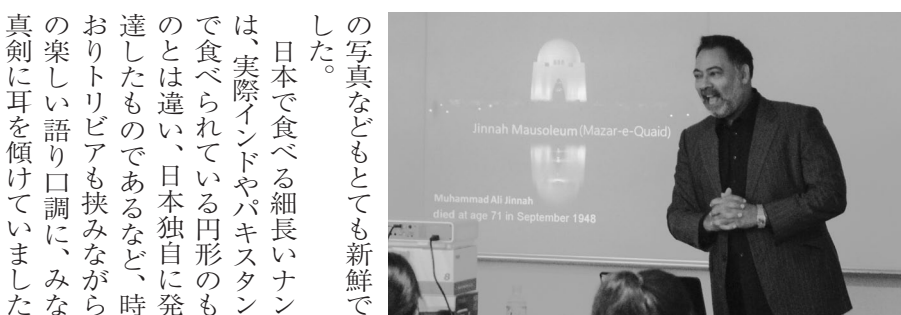 の写真などもとても新鮮で
した。
日本で食べる細長いナン
は、実際インドやパキスタン
で食べられている円形のも
のとは違い、日本独自に発
達したものであるなど、時
おりトリビアも挟みながら
の楽しい語り口調に、みな
真剣に耳を傾けていました
Jinnah Mausoleum (Mazar-e-Quaid)
Muhammad Ali Jinnah
died at age 71 in September 1948